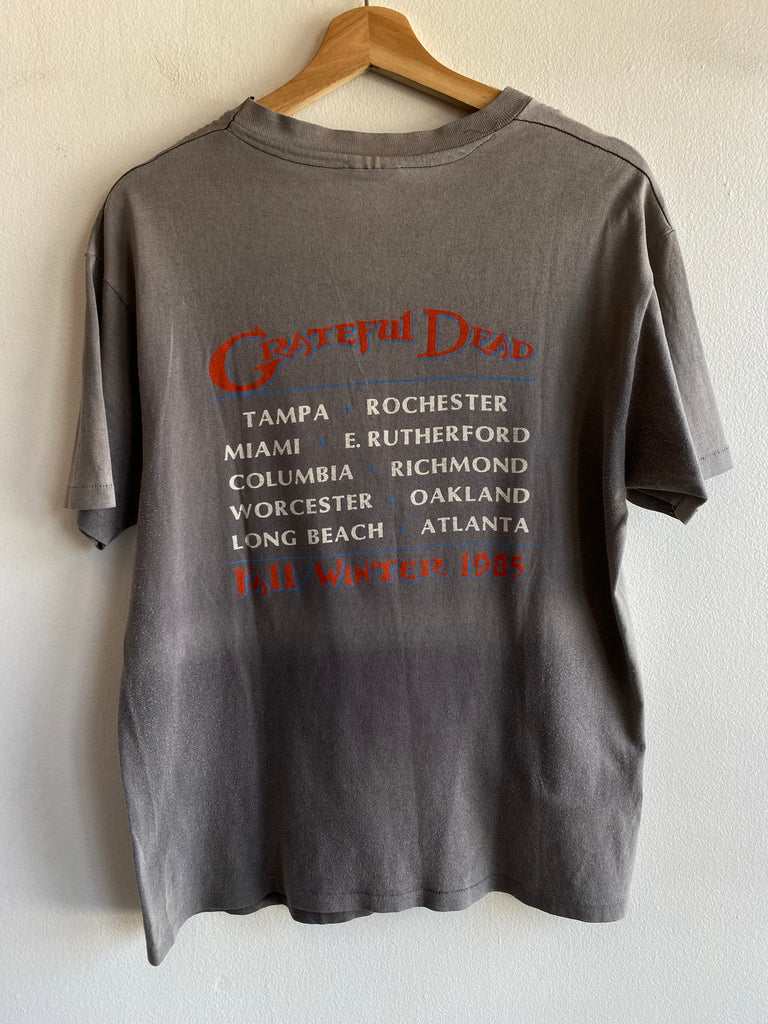 GRATEFUL DEAD
TAMPA · ROCHESTER
MIAMI · E. RUTHERFORD
COLUMBIA · RICHMOND
WORCESTER · OAKLAND
LONG BEACH · ATLANTA
FALL WINTER 1985